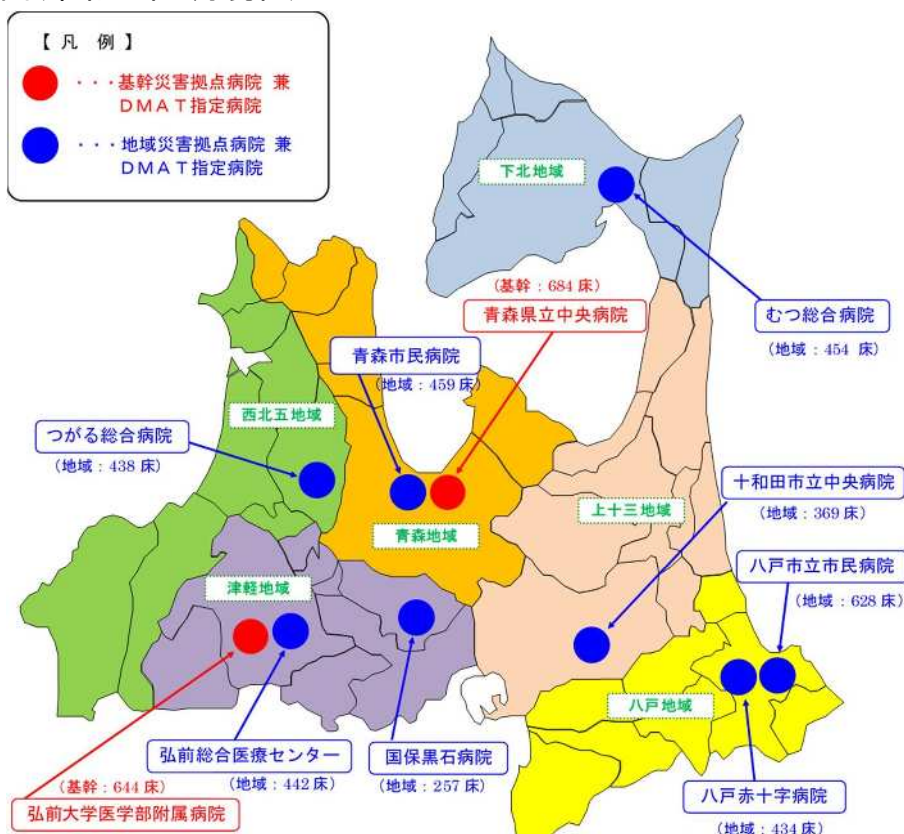 【 凡 例 】
・・・基幹災害拠点病院 兼
ＤＭＡＴ指定病院
・・・地域災害拠点病院 兼
ＤＭＡＴ指定病院
下北地域
(基幹：684 床)
青森県立中央病院
むつ総合病院
(地域：454 床)
青森市民病院
(地域：459 床)
西北五地域
つがる総合病院
(地域：438 床)
十和田市立中央病院
(地域：369 床)
上十三地域
青森地域
八戸市立市民病院
(地域：628 床)
津軽地域
八戸地域
弘前総合医療センター
(地域：442 床)
国保黒石病院
(地域：257 床)
(基幹：644 床)
弘前大学医学部附属病院
八戸赤十字病院
(地域：434 床)